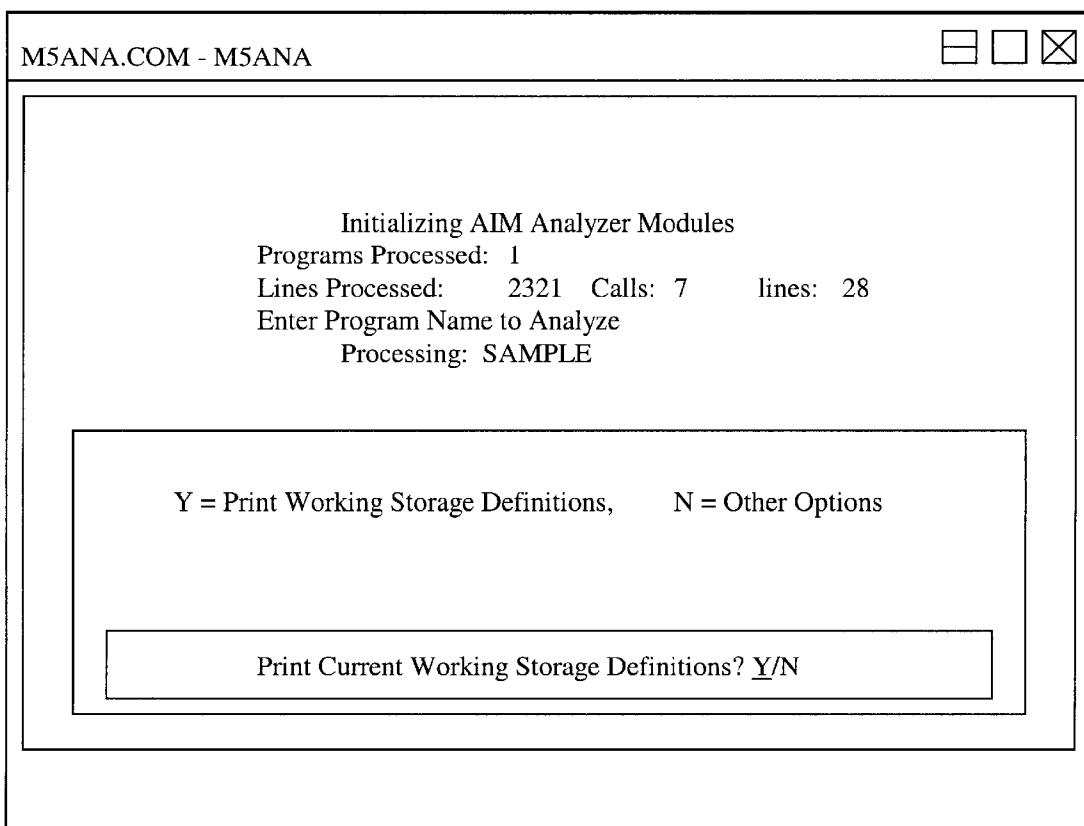 M5ANA.COM - M5ANA
Initializing AIM Analyzer Modules
Programs Processed: 1
Lines Processed: 2321 Calls: 7 lines: 28
Enter Program Name to Analyze
Processing: SAMPLE
Y = Print Working Storage Definitions, N = Other Options
Print Current Working Storage Definitions? Y/N